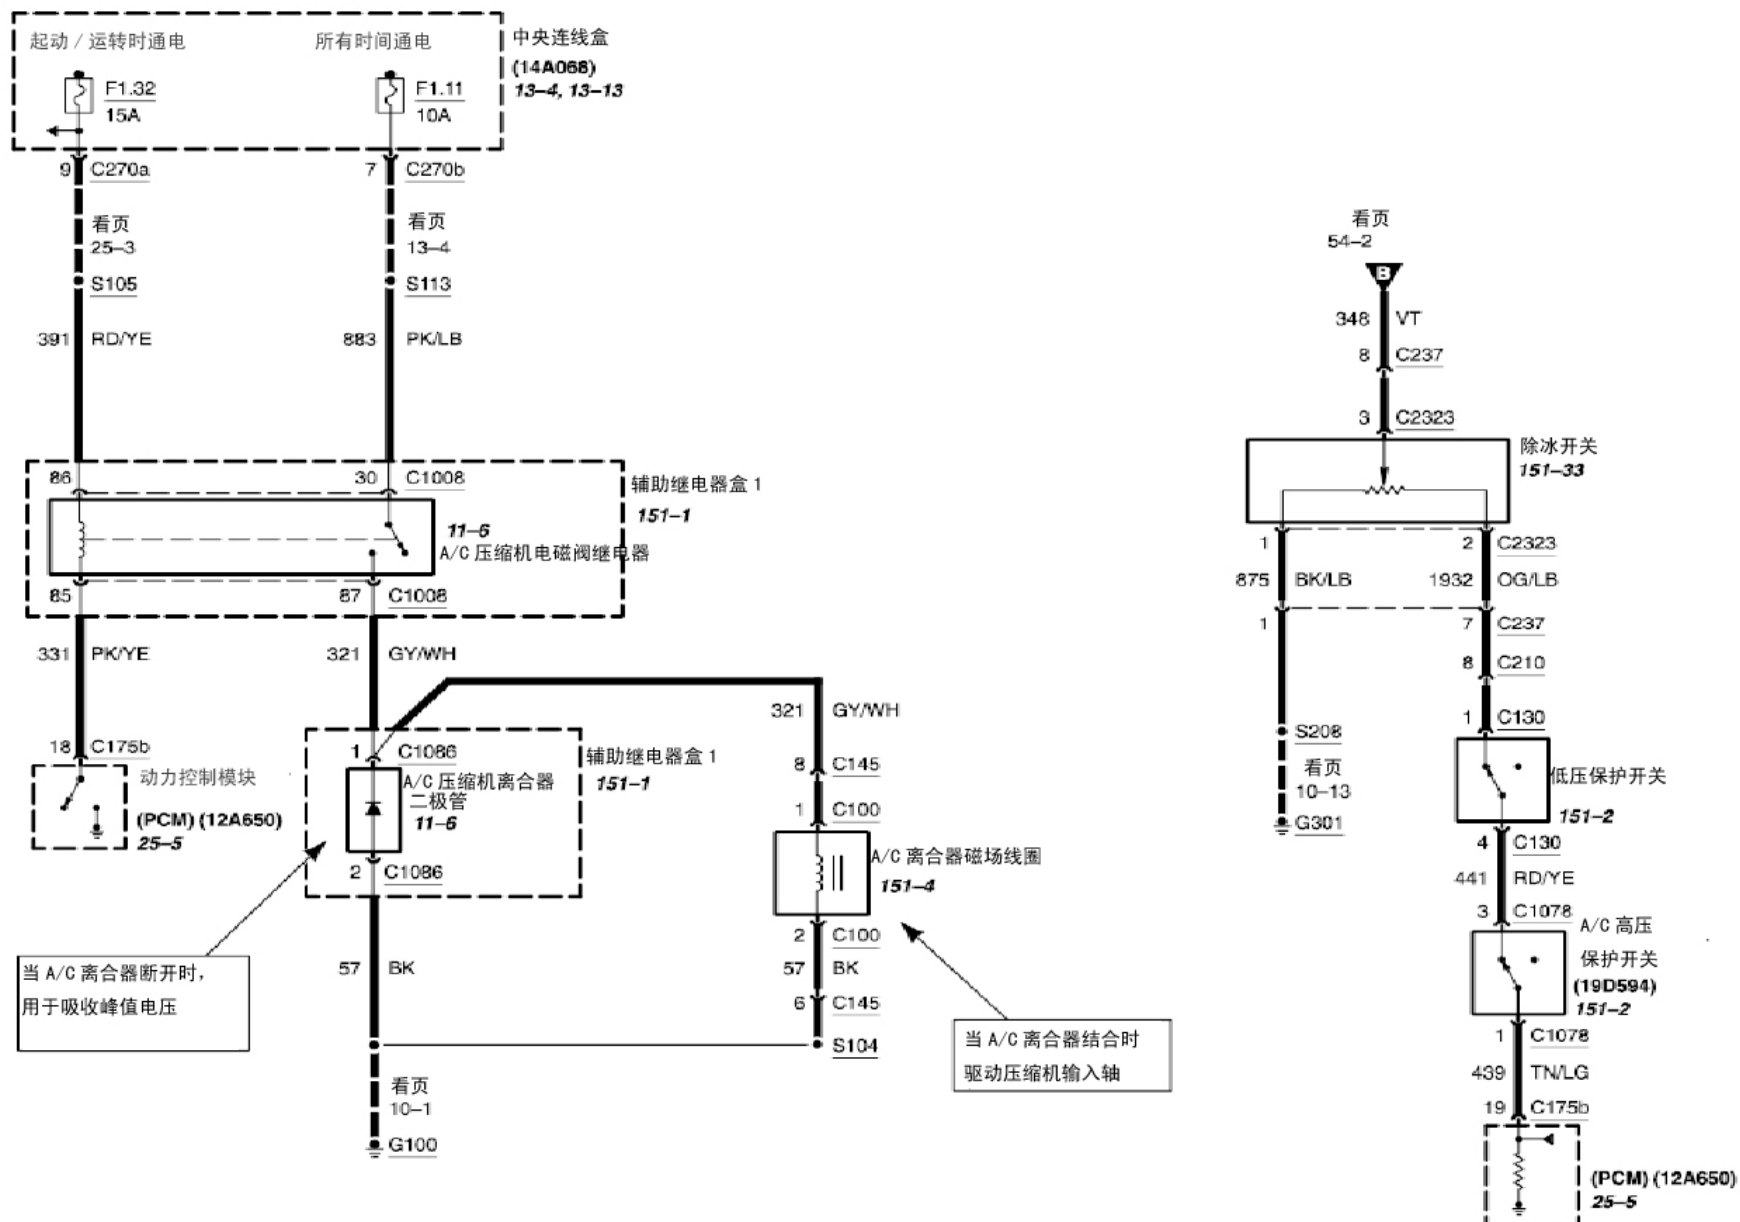 起动 / 运转时通电
所有时间通电
中央连线盒
(14A068)
13-4, 13-13
F1.32
15A
F1.11
10A
9 C270a
7 C270b
看页
25-3
看页
13-4
S105
S113
391 RD/YE
883 PK/LB
86
30 C1008
辅助继电器盒 1
151-1
11-6
A/C 压缩机电磁阀继电器
85
87 C1008
331 PK/YE
321 GY/WH
18 C175b
动力控制模块
(PCM) (12A650)
25-5
1 C1086
A/C 压缩机离合器
二极管
11-6
2 C1086
辅助继电器盒 1
151-1
当 A/C 离合器断开时，
用于吸收峰值电压
57 BK
看页
10-1
G100
321 GY/WH
8 C145
1 C100
A/C 离合器磁场线圈
151-4
2 C100
57 BK
6 C145
S104
当 A/C 离合器结合时
驱动压缩机输入轴
看页
54-2
B
348 VT
8 C237
3 C2323
除冰开关
151-33
1
2 C2323
875 BK/LB
1932 OG/LB
1
7 C237
8 C210
1 C130
S208
看页
10-13
G301
低压保护开关
151-2
4 C130
441 RD/YE
3 C1078
A/C 高压
保护开关
(19D594)
151-2
1 C1078
439 TN/LG
19 C175b
(PCM) (12A650)
25-5